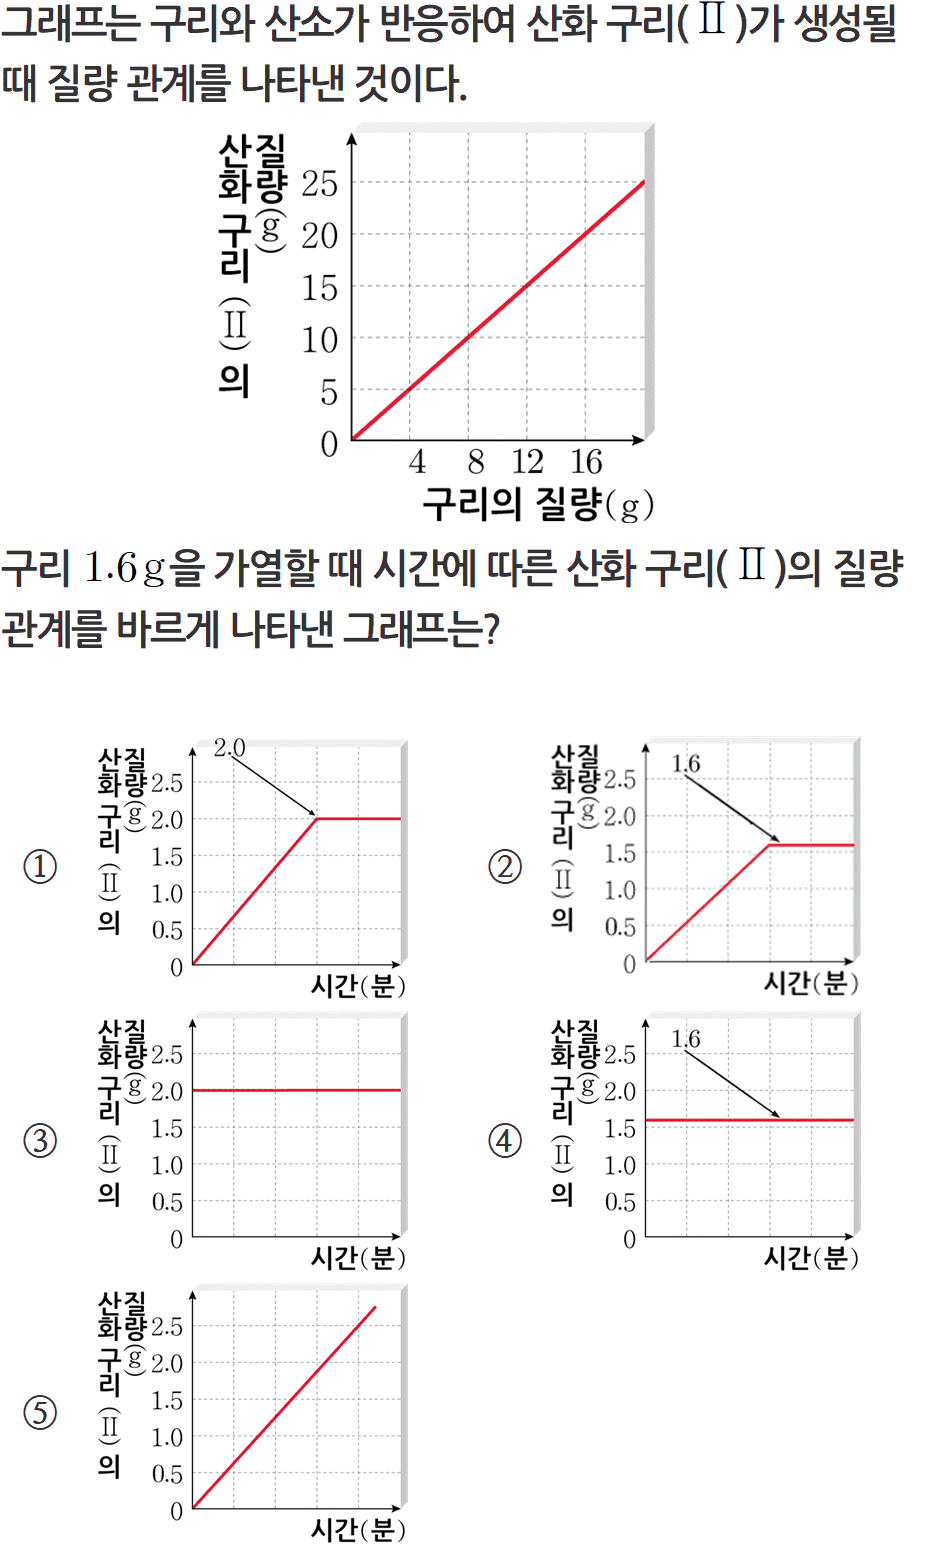 그래프는 구리와 산소가 반응하여 산화 구리(Ⅱ)가 생성될
때 질량 관계를 나타낸 것이다.
산화 구리(Ⅱ)의
질량(g)
25
20
15
10
5
0
4 8 12 16
구리의 질량(g)
구리 1.6g을 가열할 때 시간에 따른 산화 구리(Ⅱ)의 질량
관계를 바르게 나타낸 그래프는?
①
산화 구리(Ⅱ)의
질량(g)
2.0
2.5
2.0
1.5
1.0
0.5
0
시간(분)
②
산화 구리(Ⅱ)의
질량(g)
1.6
2.5
2.0
1.5
1.0
0.5
0
시간(분)
③
산화 구리(Ⅱ)의
질량(g)
2.5
2.0
1.5
1.0
0.5
0
시간(분)
④
산화 구리(Ⅱ)의
질량(g)
1.6
2.5
2.0
1.5
1.0
0.5
0
시간(분)
⑤
산화 구리(Ⅱ)의
질량(g)
2.5
2.0
1.5
1.0
0.5
0
시간(분)